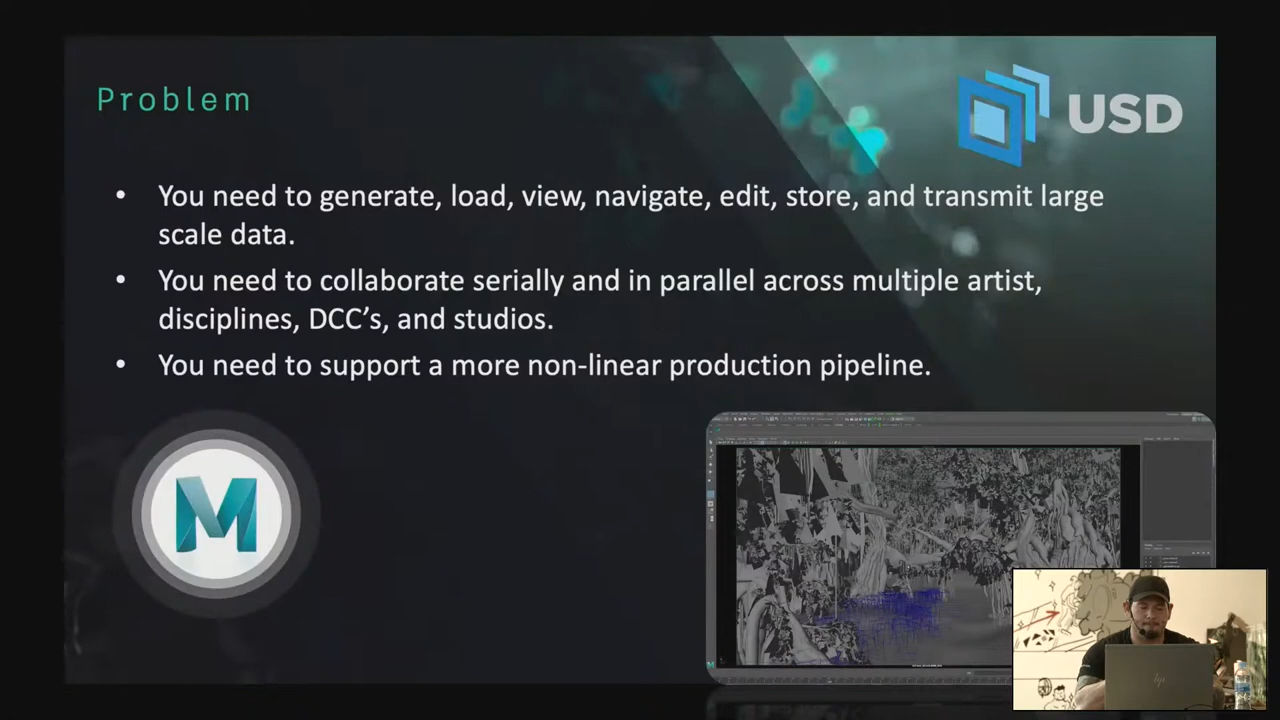 Problem
USD
• You need to generate, load, view, navigate, edit, store, and transmit large
scale data.
• You need to collaborate serially and in parallel across multiple artist,
disciplines, DCC's, and studios.
• You need to support a more non-linear production pipeline.
M
hp